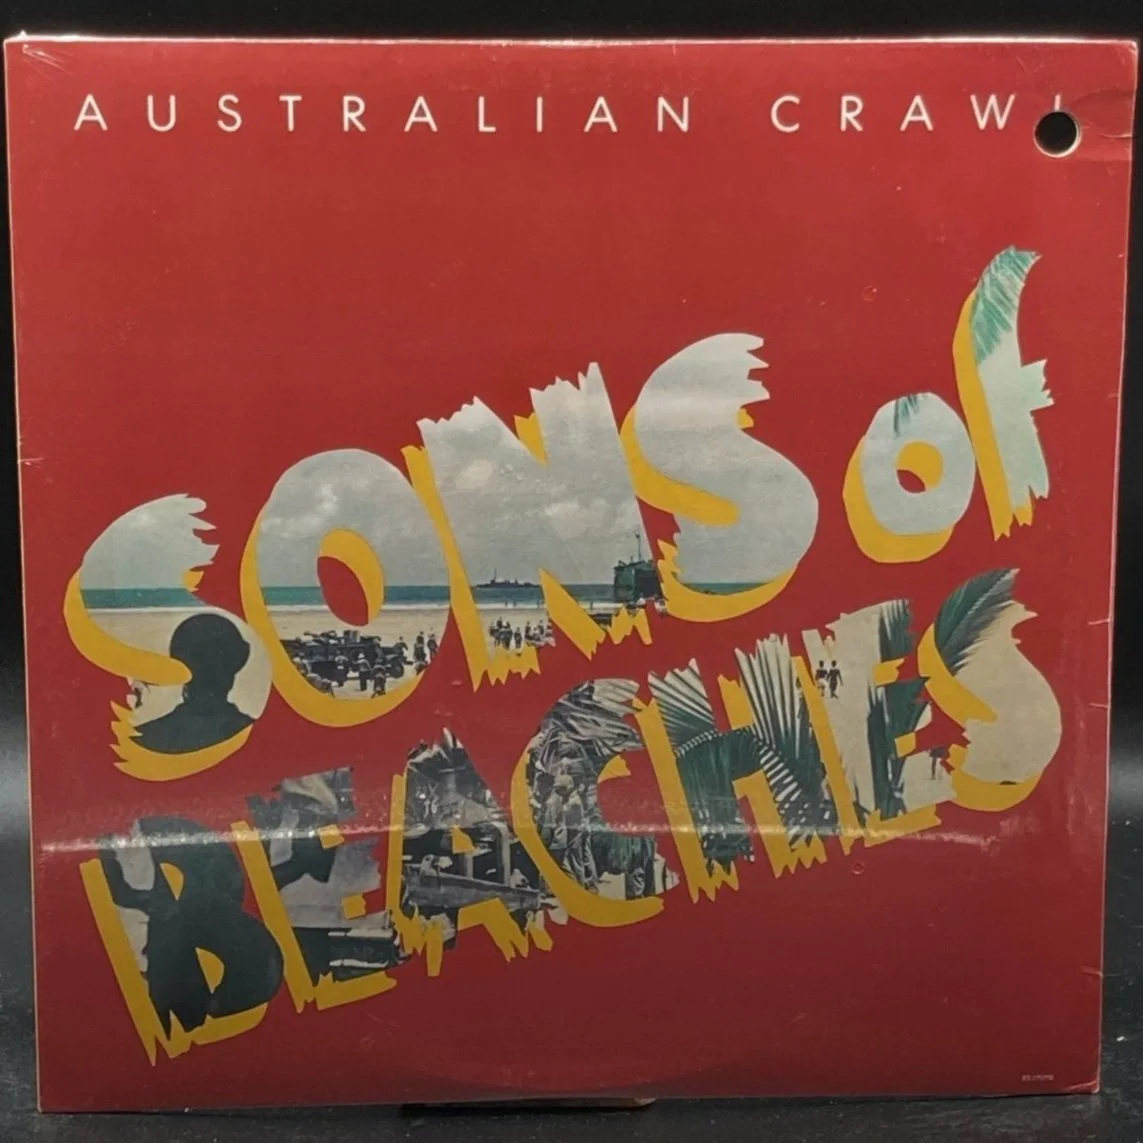 AUSTRALIAN CRAWL
SONS of
BEACHES